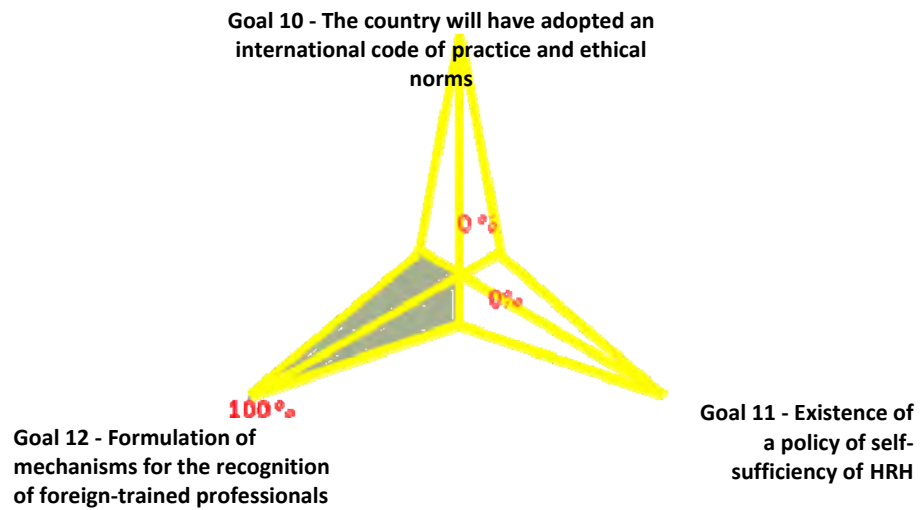 Goal 10 - The country will have adopted an
international code of practice and ethical
norms
0%
0%
100%
Goal 11 - Existence of
a policy of self-
sufficiency of HRH
Goal 12 - Formulation of
mechanisms for the recognition
of foreign-trained professionals